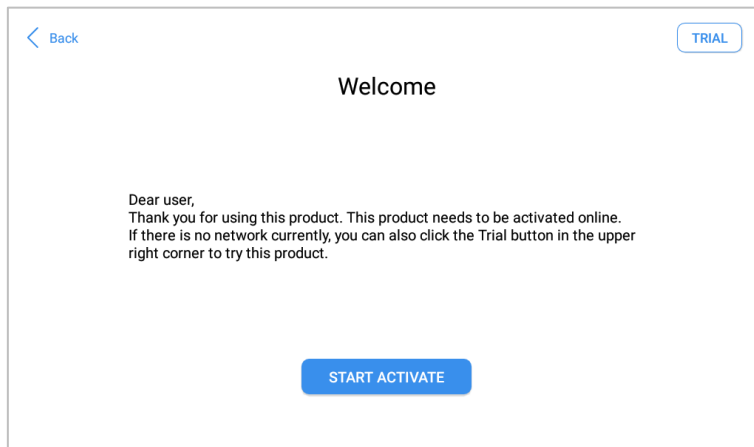 Back
TRIAL
Welcome
Dear user,
Thank you for using this product. This product needs to be activated online.
If there is no network currently, you can also click the Trial button in the upper
right corner to try this product.
START ACTIVATE